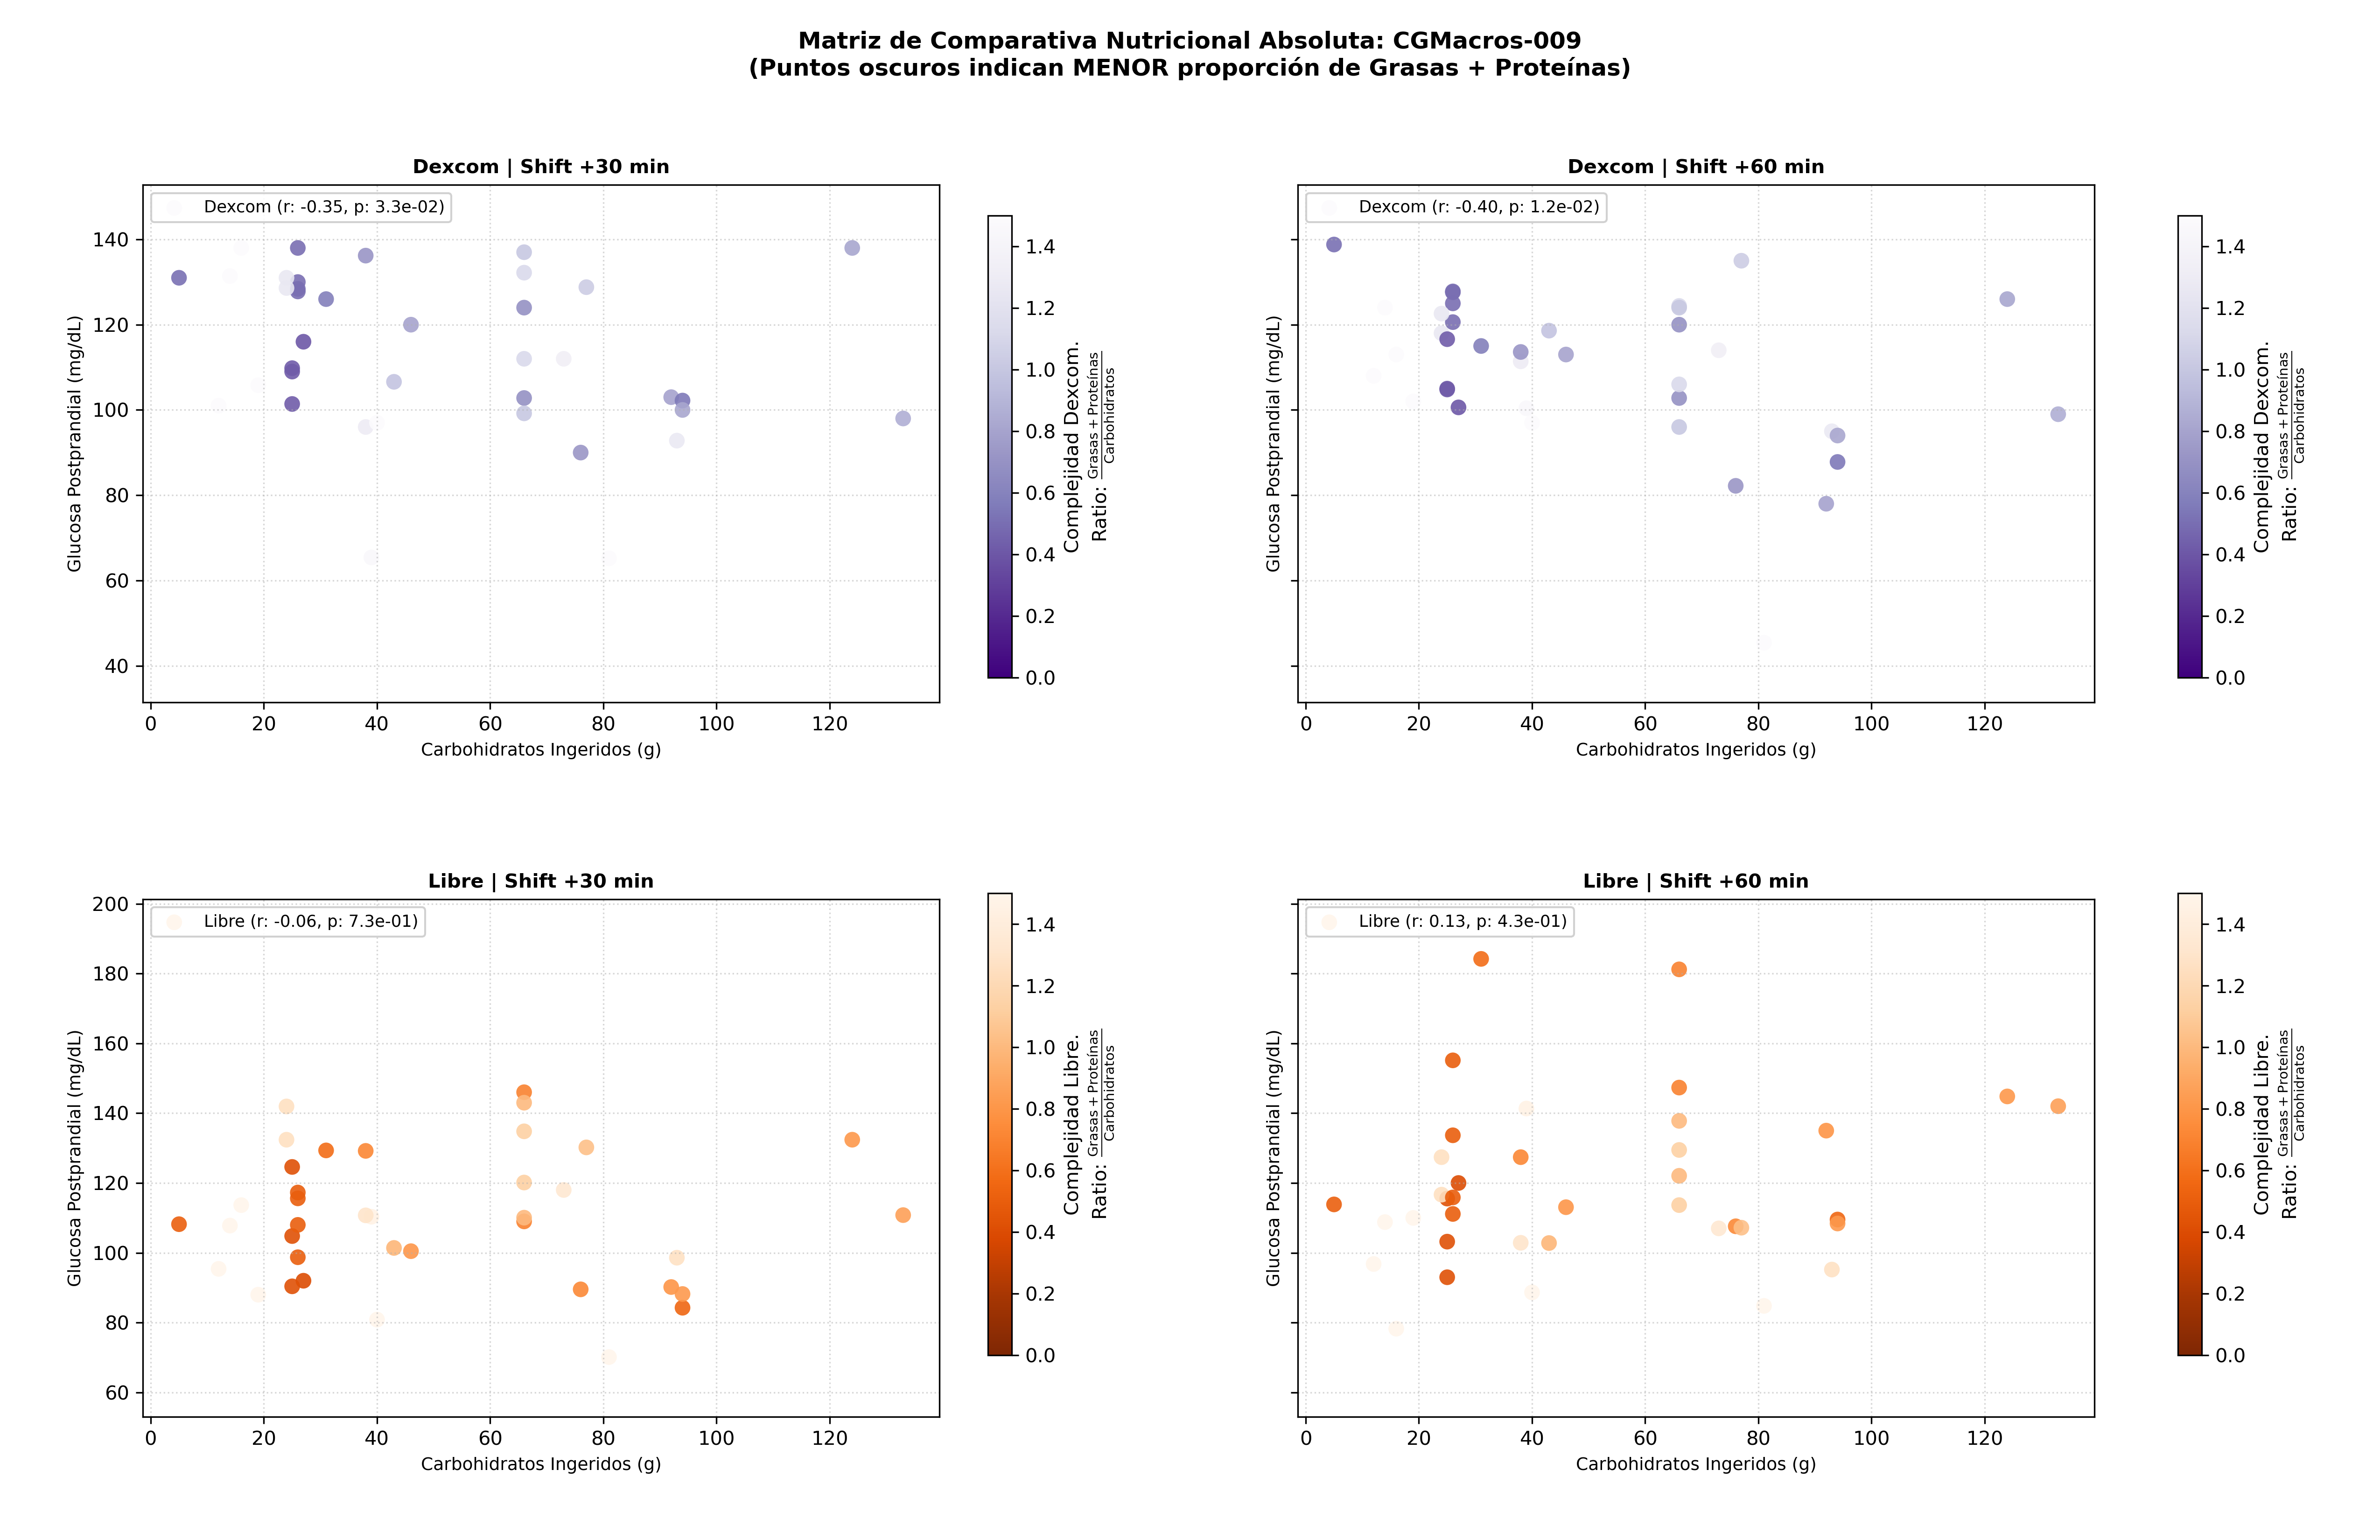 Matriz de Comparativa Nutricional Absoluta: CGMacros-009
(Puntos oscuros indican MENOR proporción de Grasas + Proteínas)
Dexcom | Shift +30 min
Dexcom (r: -0.35, p: 3.3e-02)
Glucosa Postprandial (mg/dL)
140
120
100
80
60
40
0 20 40 60 80 100 120
Carbohidratos Ingeridos (g)
1.4
1.2
1.0
0.8
0.6
0.4
0.2
0.0
Complejidad Dexcom.
Ratio: Grasas + Proteínas
Carbohidratos
Dexcom | Shift +60 min
Dexcom (r: -0.40, p: 1.2e-02)
Glucosa Postprandial (mg/dL)
0 20 40 60 80 100 120
Carbohidratos Ingeridos (g)
1.4
1.2
1.0
0.8
0.6
0.4
0.2
0.0
Complejidad Dexcom.
Ratio: Grasas + Proteínas
Carbohidratos
Libre | Shift +30 min
Libre (r: -0.06, p: 7.3e-01)
Glucosa Postprandial (mg/dL)
200
180
160
140
120
100
80
60
0 20 40 60 80 100 120
Carbohidratos Ingeridos (g)
1.4
1.2
1.0
0.8
0.6
0.4
0.2
0.0
Complejidad Libre.
Ratio: Grasas + Proteínas
Carbohidratos
Libre | Shift +60 min
Libre (r: 0.13, p: 4.3e-01)
Glucosa Postprandial (mg/dL)
0 20 40 60 80 100 120
Carbohidratos Ingeridos (g)
1.4
1.2
1.0
0.8
0.6
0.4
0.2
0.0
Complejidad Libre.
Ratio: Grasas + Proteínas
Carbohidratos